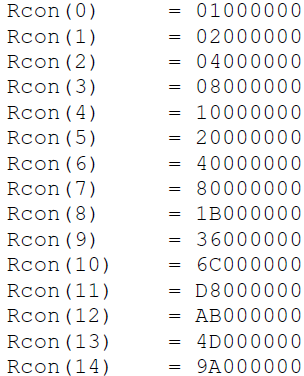 Rcon(0) = 01000000
Rcon(1) = 02000000
Rcon(2) = 04000000
Rcon(3) = 08000000
Rcon(4) = 10000000
Rcon(5) = 20000000
Rcon(6) = 40000000
Rcon(7) = 80000000
Rcon(8) = 1B000000
Rcon(9) = 36000000
Rcon(10) = 6C000000
Rcon(11) = D8000000
Rcon(12) = AB000000
Rcon(13) = 4D000000
Rcon(14) = 9A000000